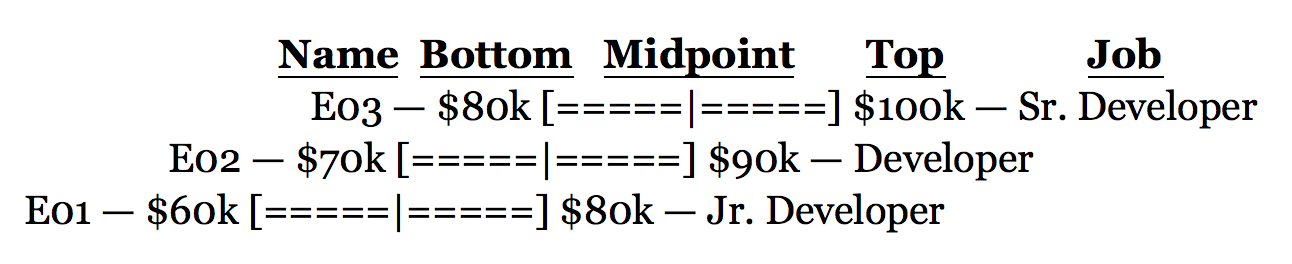 Name Bottom Midpoint Top Job
E03 — $80k [=====|=====] $100k — Sr. Developer
E02 — $70k [=====|=====] $90k — Developer
E01 — $60k [=====|=====] $80k — Jr. Developer